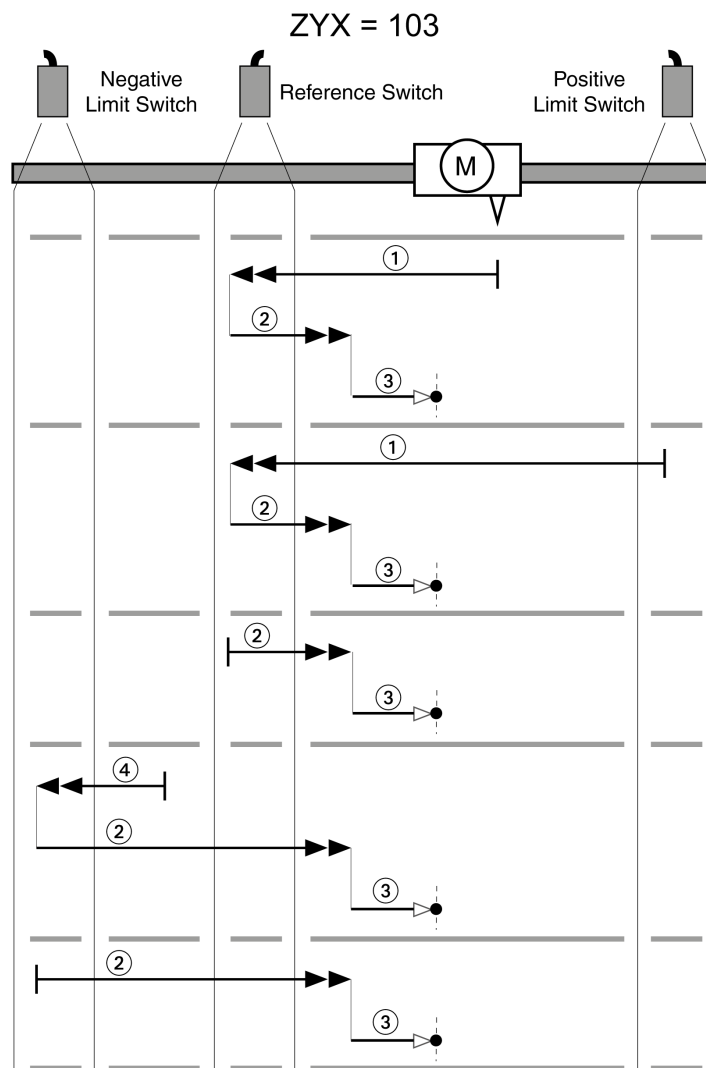 ZYX = 103
Negative
Limit Switch
Reference Switch
Positive
Limit Switch
M
1
2
3
1
2
3
2
3
4
2
3
2
3